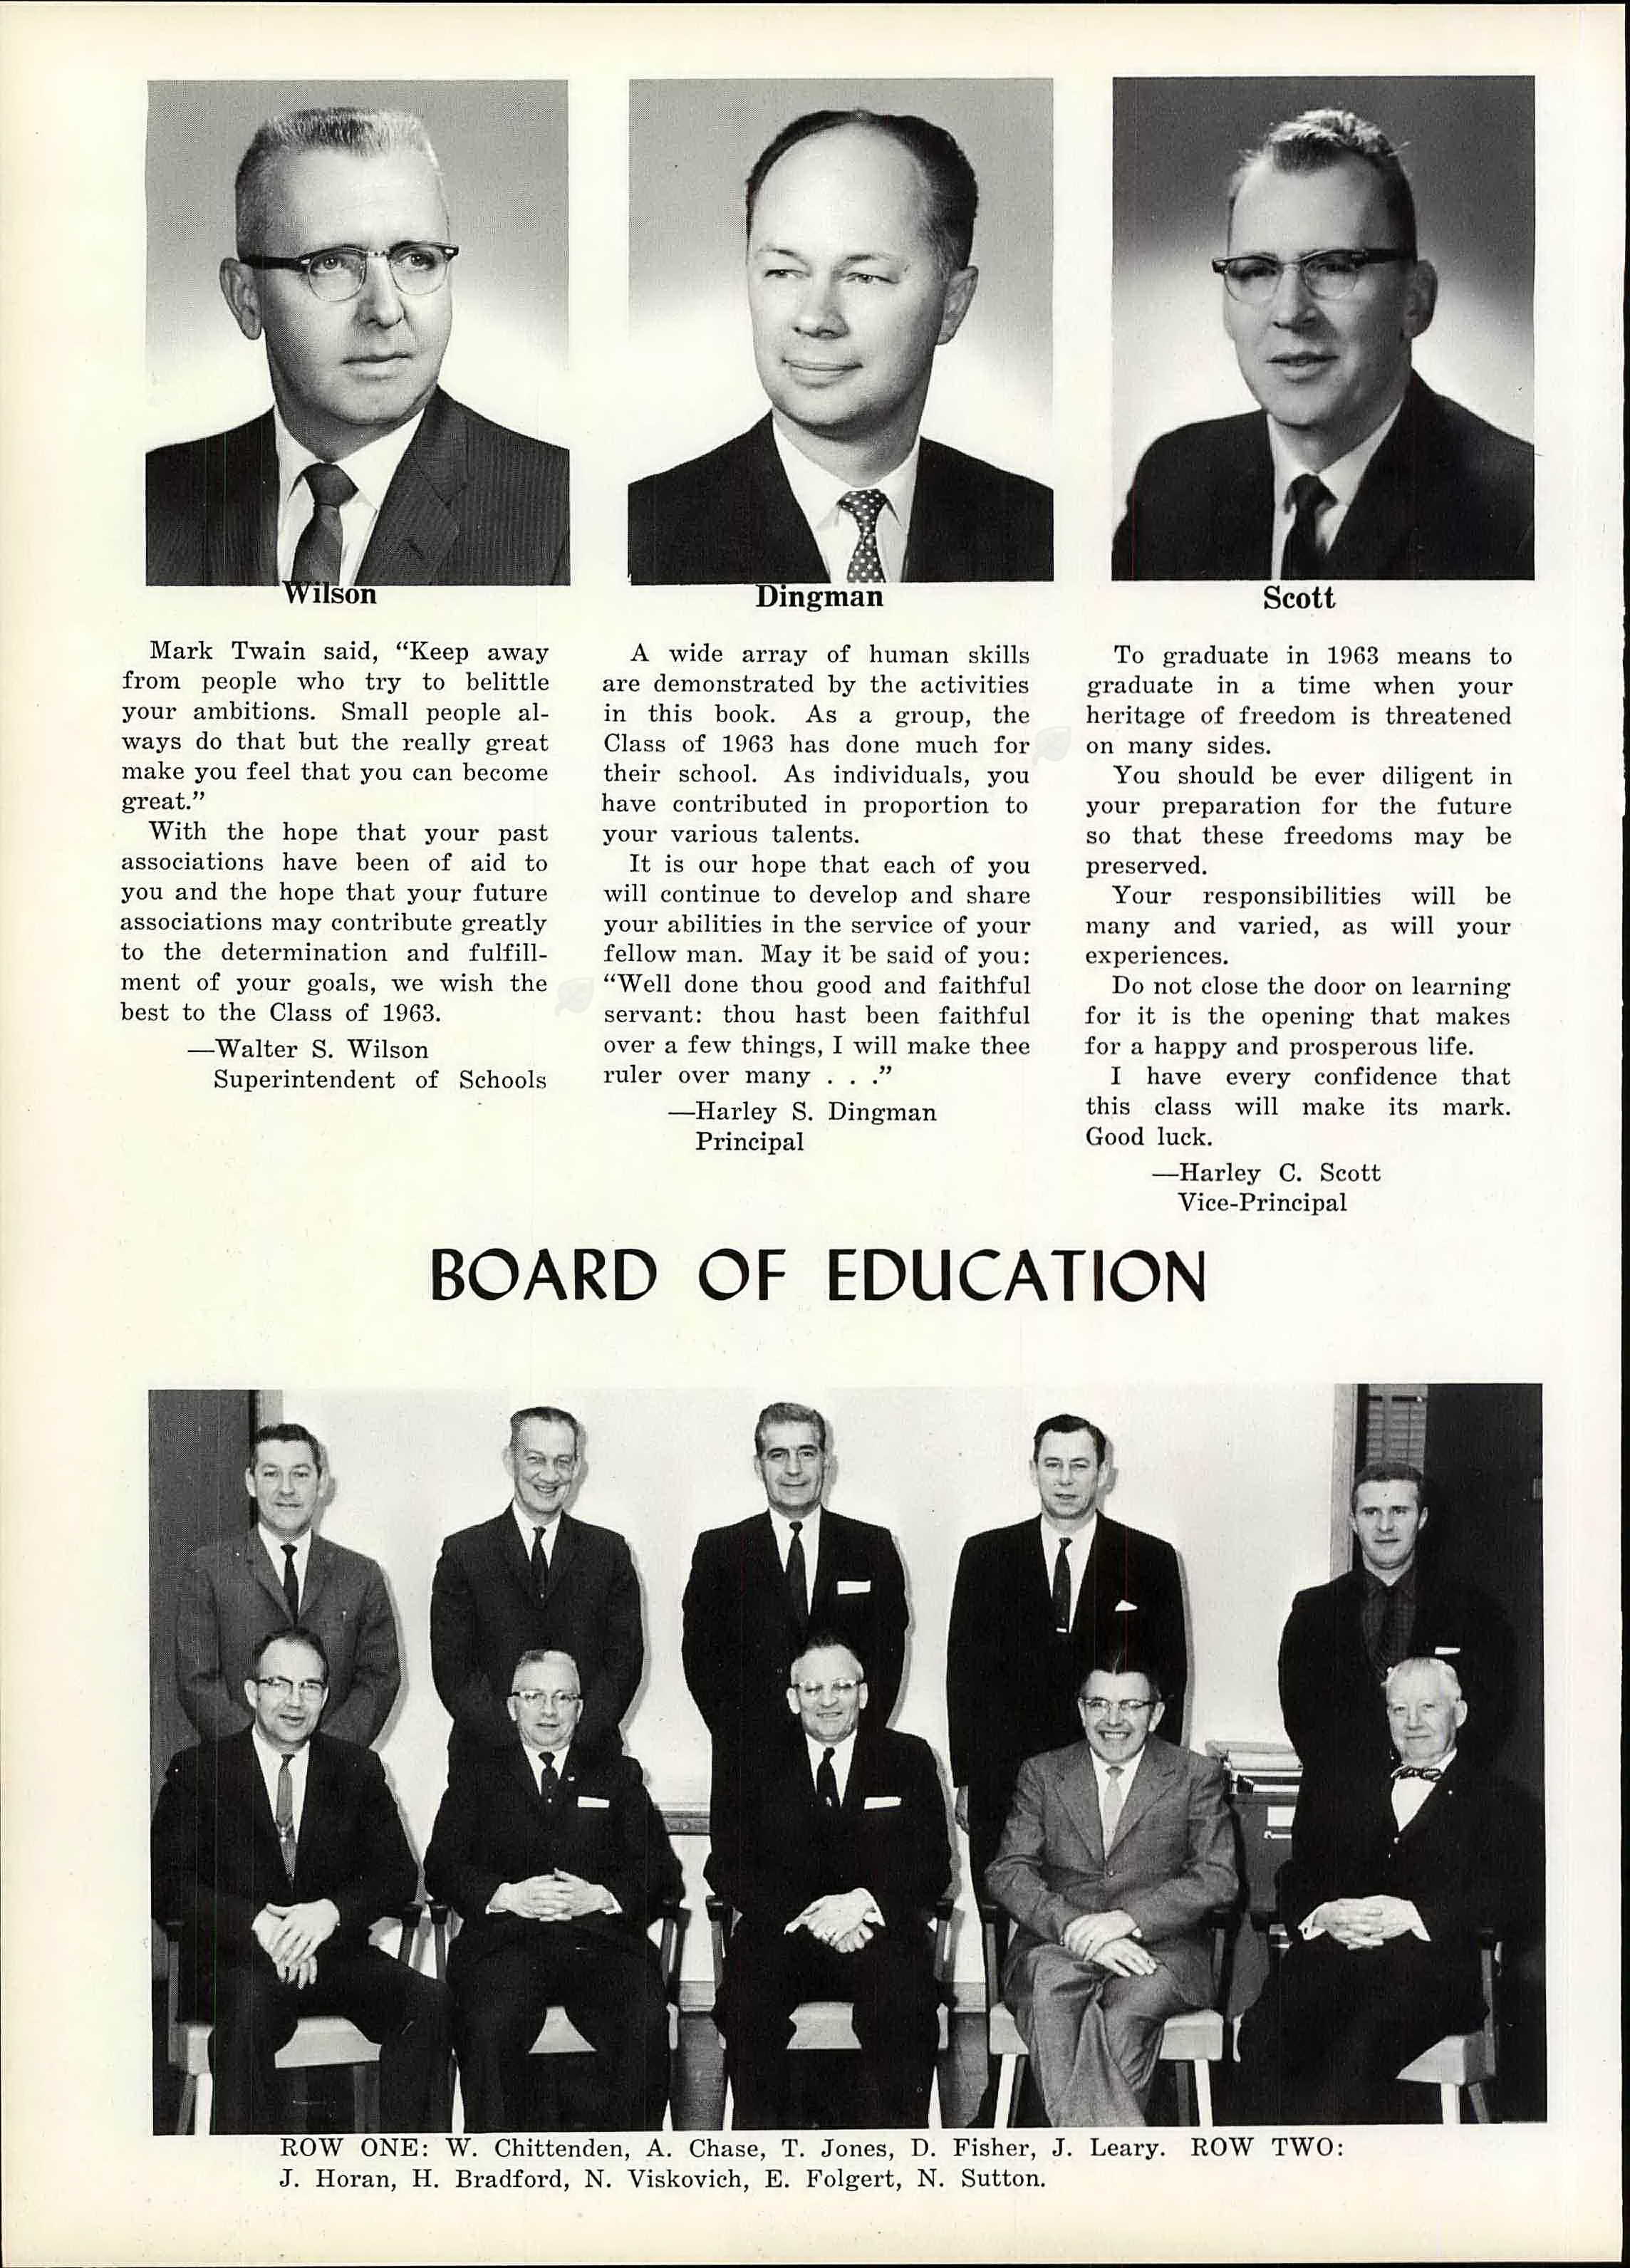 Wilson
Mark Twain said, “Keep away
from people who try to belittle
your ambitions. Small people al-
ways do that but the really great
make you feel that you can become
great.”
With the hope that your past
associations have been of aid to
you and the hope that your future
associations may contribute greatly
to the determination and fulfill-
ment of your goals, we wish the
best to the Class of 1963.
—Walter S. Wilson
Superintendent of Schools
Dingman
A wide array of human skills
are demonstrated by the activities
in this book. As a group, the
Class of 1963 has done much for
their school. As individuals, you
have contributed in proportion to
your various talents.
It is our hope that each of you
will continue to develop and share
your abilities in the service of your
fellow man. May it be said of you:
“Well done thou good and faithful
servant: thou hast been faithful
over a few things, I will make thee
ruler over many . . .”
—Harley S. Dingman
Principal
Scott
To graduate in 1963 means to
graduate in a time when your
heritage of freedom is threatened
on many sides.
You should be ever diligent in
your preparation for the future
so that these freedoms may be
preserved.
Your responsibilities will be
many and varied, as will your
experiences.
Do not close the door on learning
for it is the opening that makes
for a happy and prosperous life.
I have every confidence that
this class will make its mark.
Good luck.
—Harley C. Scott
Vice-Principal
BOARD OF EDUCATION
ROW ONE: W. Chittenden, A. Chase, T. Jones, D. Fisher, J. Leary. ROW TWO:
J. Horan, H. Bradford, N. Viskovich, E. Folgert, N. Sutton.